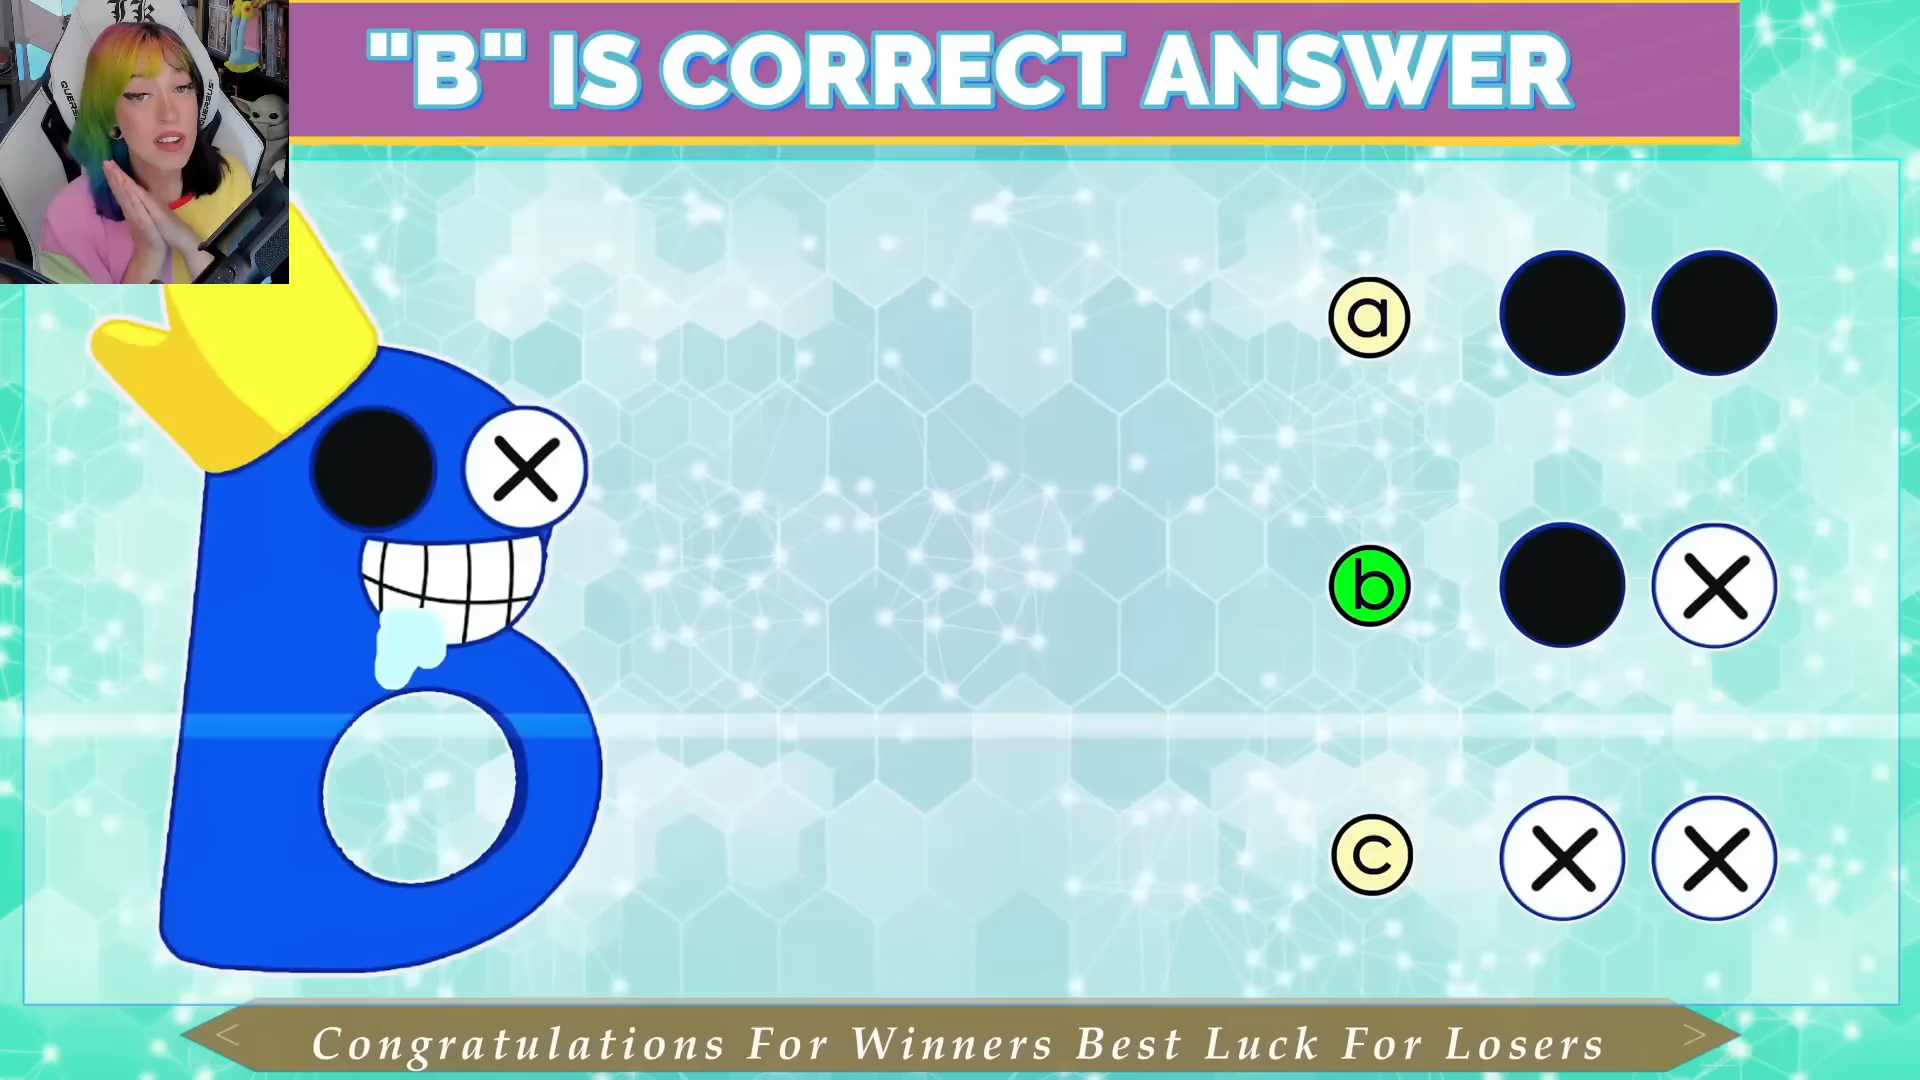 "B" IS CORRECT ANSWER
a
b
c
Congratulations For Winners Best Luck For Losers